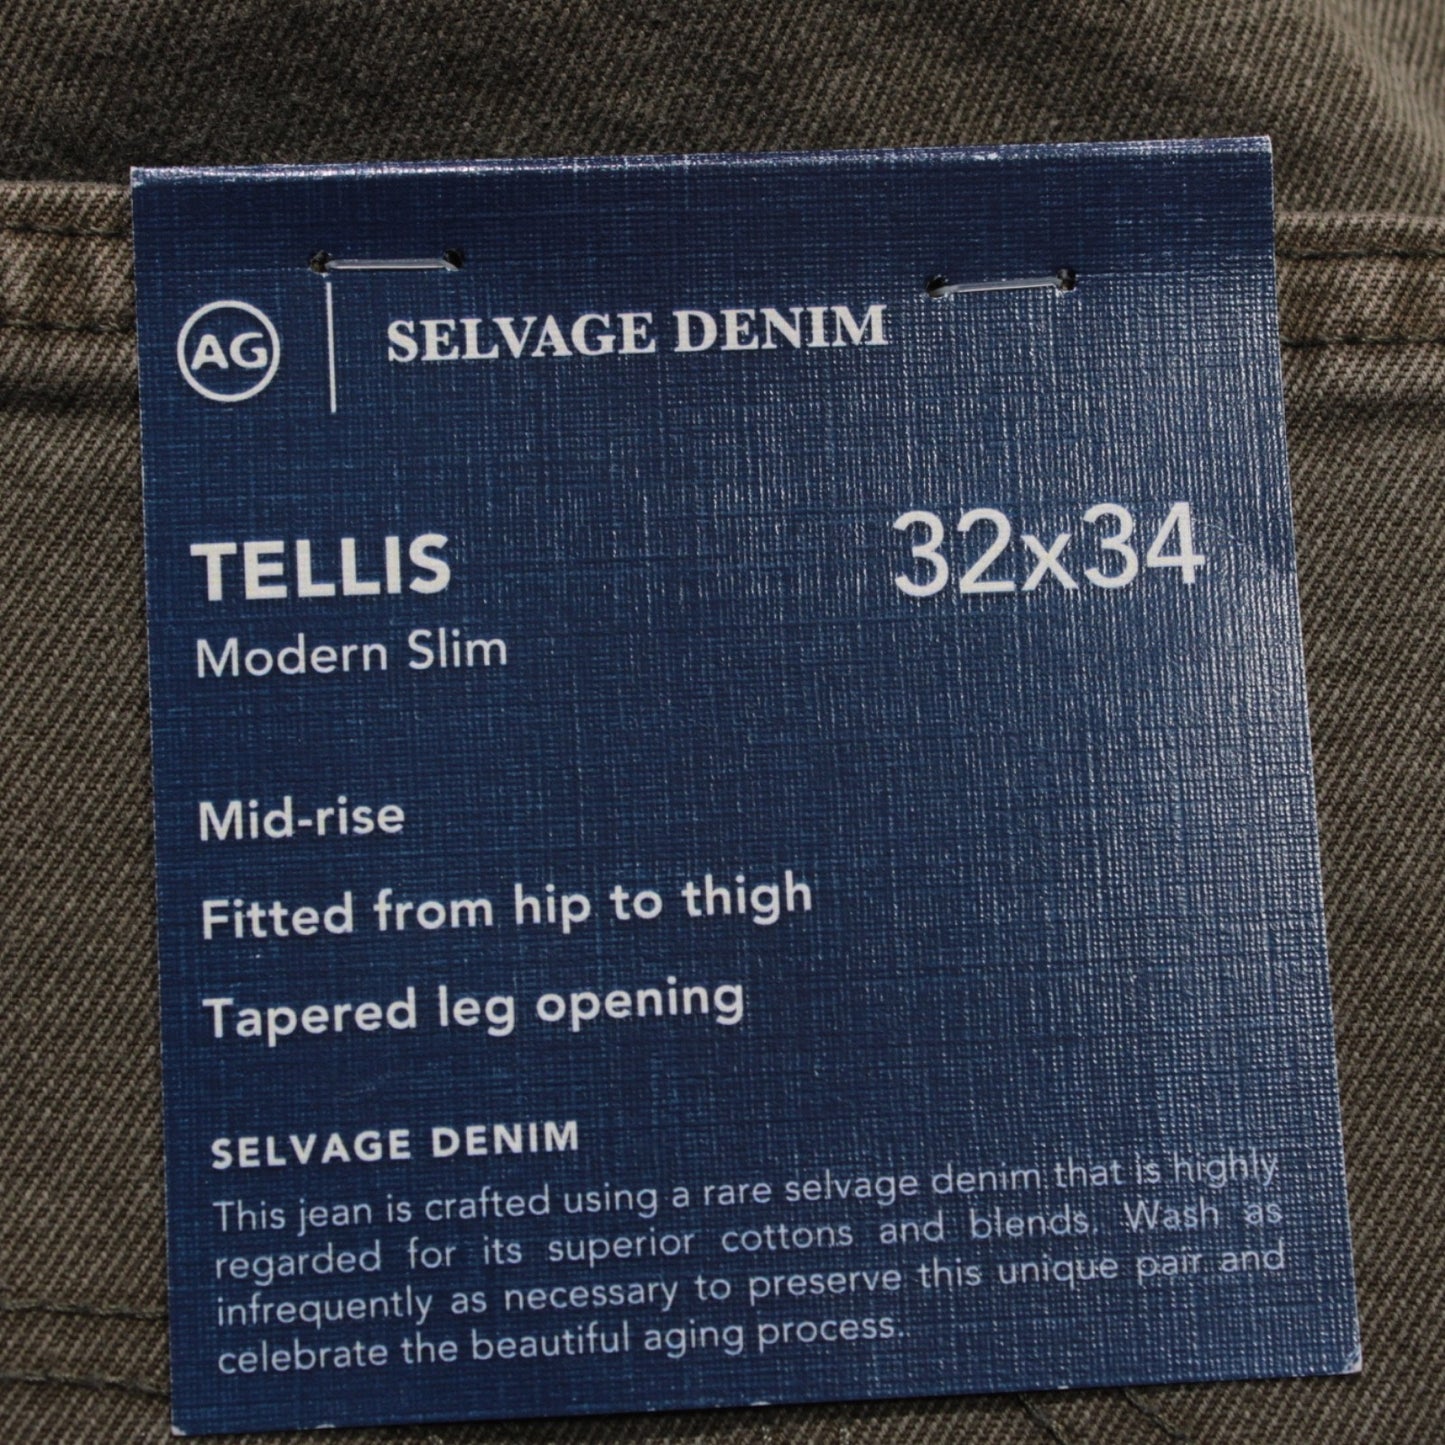 AG
SELVAGE DENIM
TELLIS
32x34
Modern Slim
Mid-rise
Fitted from hip to thigh
Tapered leg opening
SELVAGE DENIM
This jean is crafted using a rare selvage denim that is highly
regarded for its superior cottons and blends. Wash as
infrequently as necessary to preserve this unique pair and
celebrate the beautiful aging process..